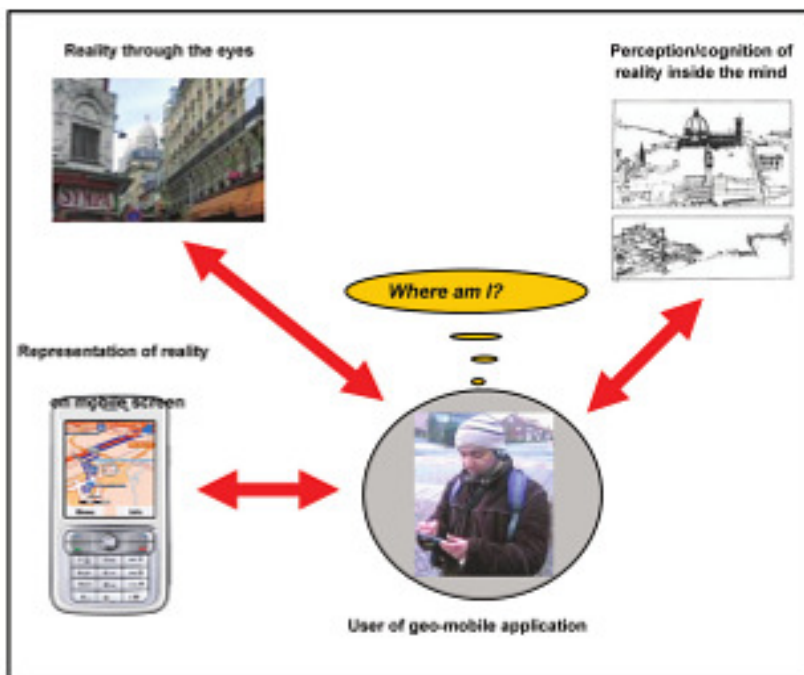 Reality through the eyes
Perception/cognition of
reality inside the mind
SYMPA
Where am I?
Representation of reality
on mobile screen
User of geo-mobile application